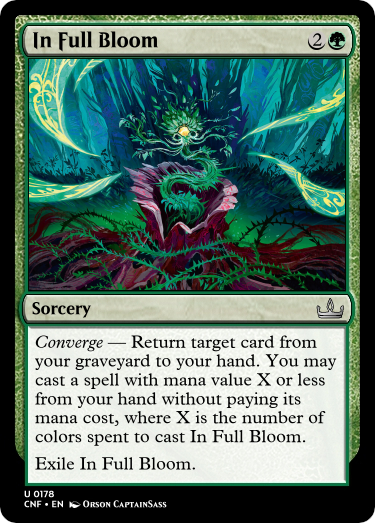 In Full Bloom 2
Sorcery
Converge — Return target card from
your graveyard to your hand. You may
cast a spell with mana value X or less
from your hand without paying its
mana cost, where X is the number of
colors spent to cast In Full Bloom.
Exile In Full Bloom.
U 0178
CNF • EN Orson CaptainSass